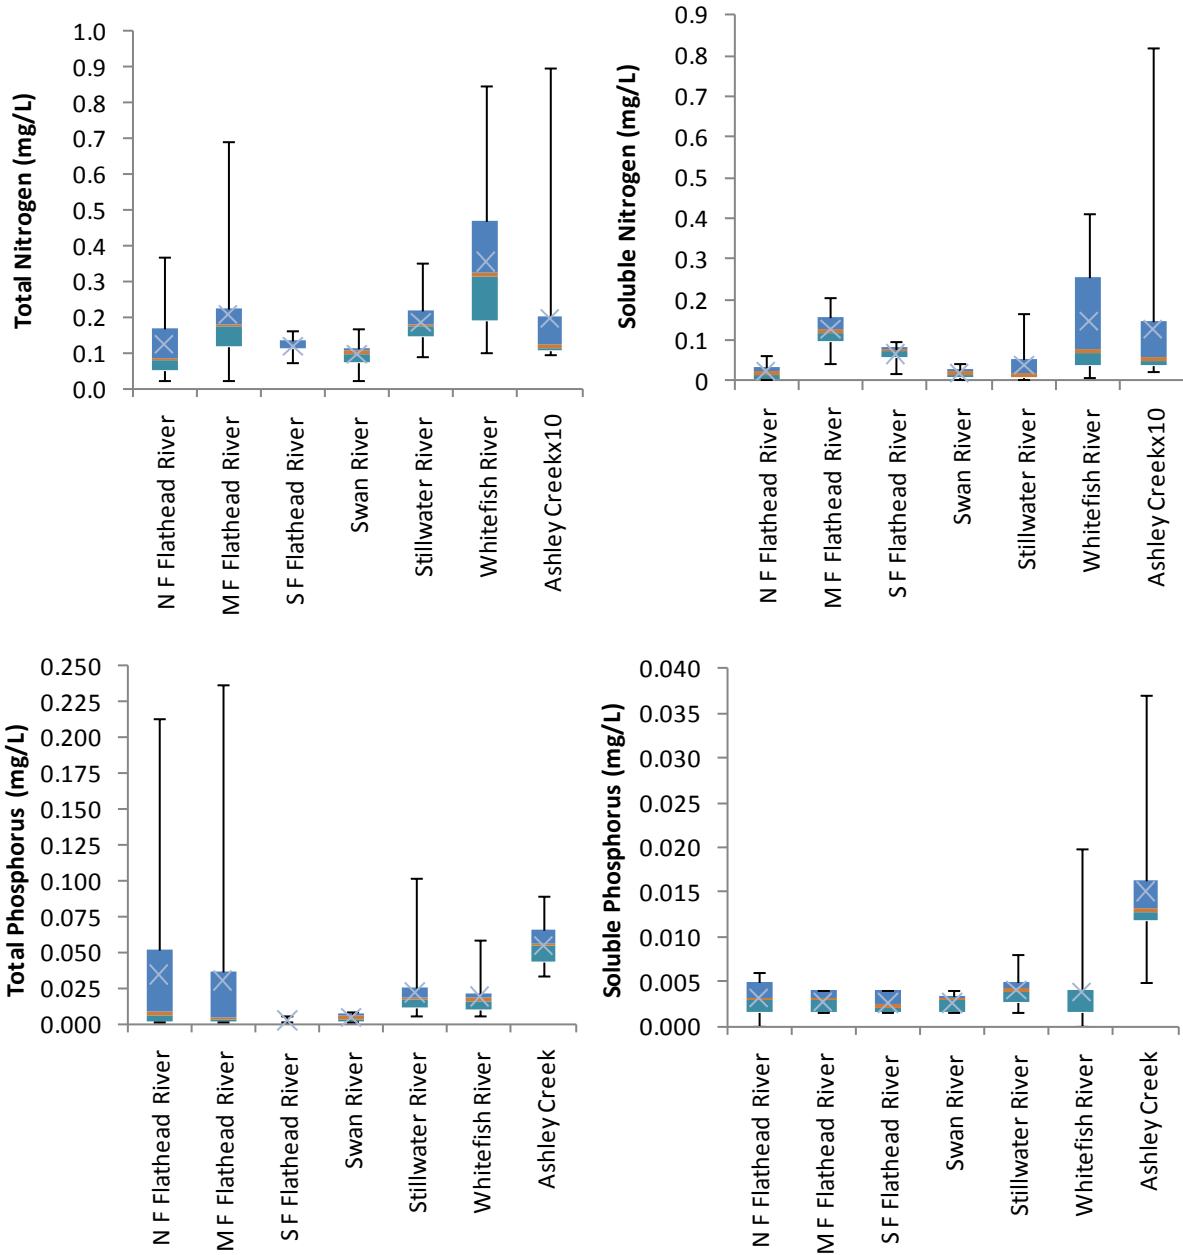 Total Nitrogen (mg/L)
1.0
0.9
0.8
0.7
0.6
0.5
0.4
0.3
0.2
0.1
0.0
N F Flathead River
M F Flathead River
S F Flathead River
Swan River
Stillwater River
Whitefish River
Ashley Creekx10
Soluble Nitrogen (mg/L)
0.9
0.8
0.7
0.6
0.5
0.4
0.3
0.2
0.1
0
N F Flathead River
M F Flathead River
S F Flathead River
Swan River
Stillwater River
Whitefish River
Ashley Creekx10
Total Phosphorus (mg/L)
0.250
0.225
0.200
0.175
0.150
0.125
0.100
0.075
0.050
0.025
0.000
N F Flathead River
M F Flathead River
S F Flathead River
Swan River
Stillwater River
Whitefish River
Ashley Creek
Soluble Phosphorus (mg/L)
0.040
0.035
0.030
0.025
0.020
0.015
0.010
0.005
0.000
N F Flathead River
M F Flathead River
S F Flathead River
Swan River
Stillwater River
Whitefish River
Ashley Creek